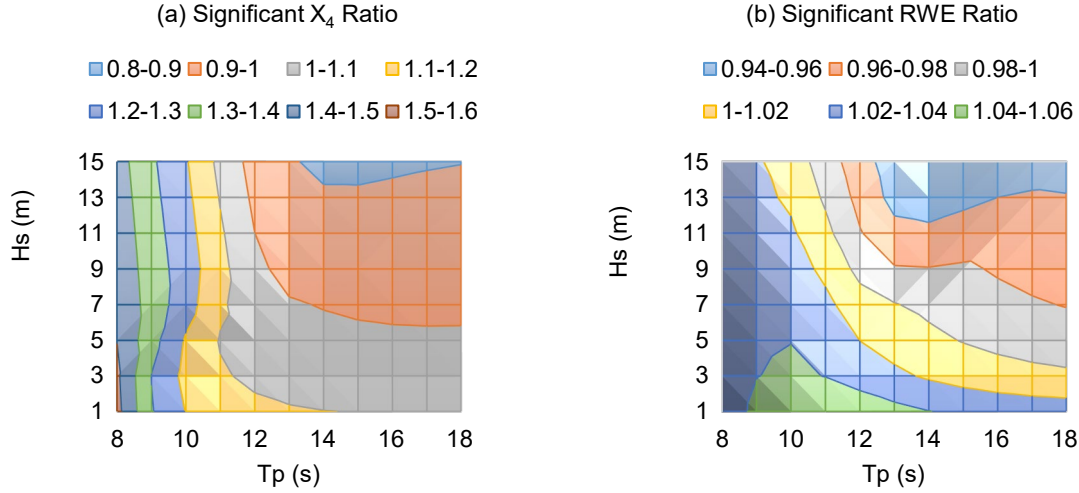 (a) Significant X₄ Ratio
0.8-0.9 0.9-1 1-1.1 1.1-1.2
1.2-1.3 1.3-1.4 1.4-1.5 1.5-1.6
15
13
11
9
7
5
3
1
Hs (m)
8 10 12 14 16 18
Tp (s)
(b) Significant RWE Ratio
0.94-0.96 0.96-0.98 0.98-1
1-1.02 1.02-1.04 1.04-1.06
15
13
11
9
7
5
3
1
Hs (m)
8 10 12 14 16 18
Tp (s)